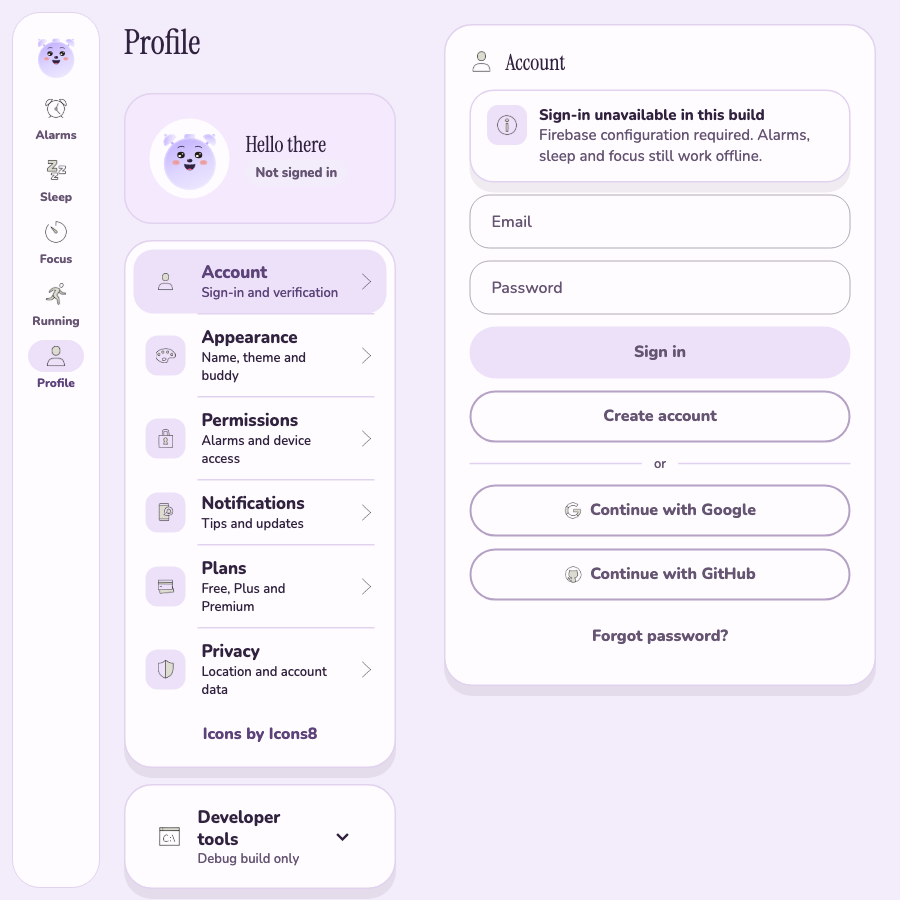 Alarms
Sleep
Focus
Running
Profile
Profile
Hello there
Not signed in
Account
Sign-in and verification
Appearance
Name, theme and
buddy
Permissions
Alarms and device
access
Notifications
Tips and updates
Plans
Free, Plus and
Premium
Privacy
Location and account
data
Icons by Icons8
C:\
Developer
tools
Debug build only
Account
Sign-in unavailable in this build
Firebase configuration required. Alarms,
sleep and focus still work offline.
Email
Password
Sign in
Create account
or
Continue with Google
Continue with GitHub
Forgot password?